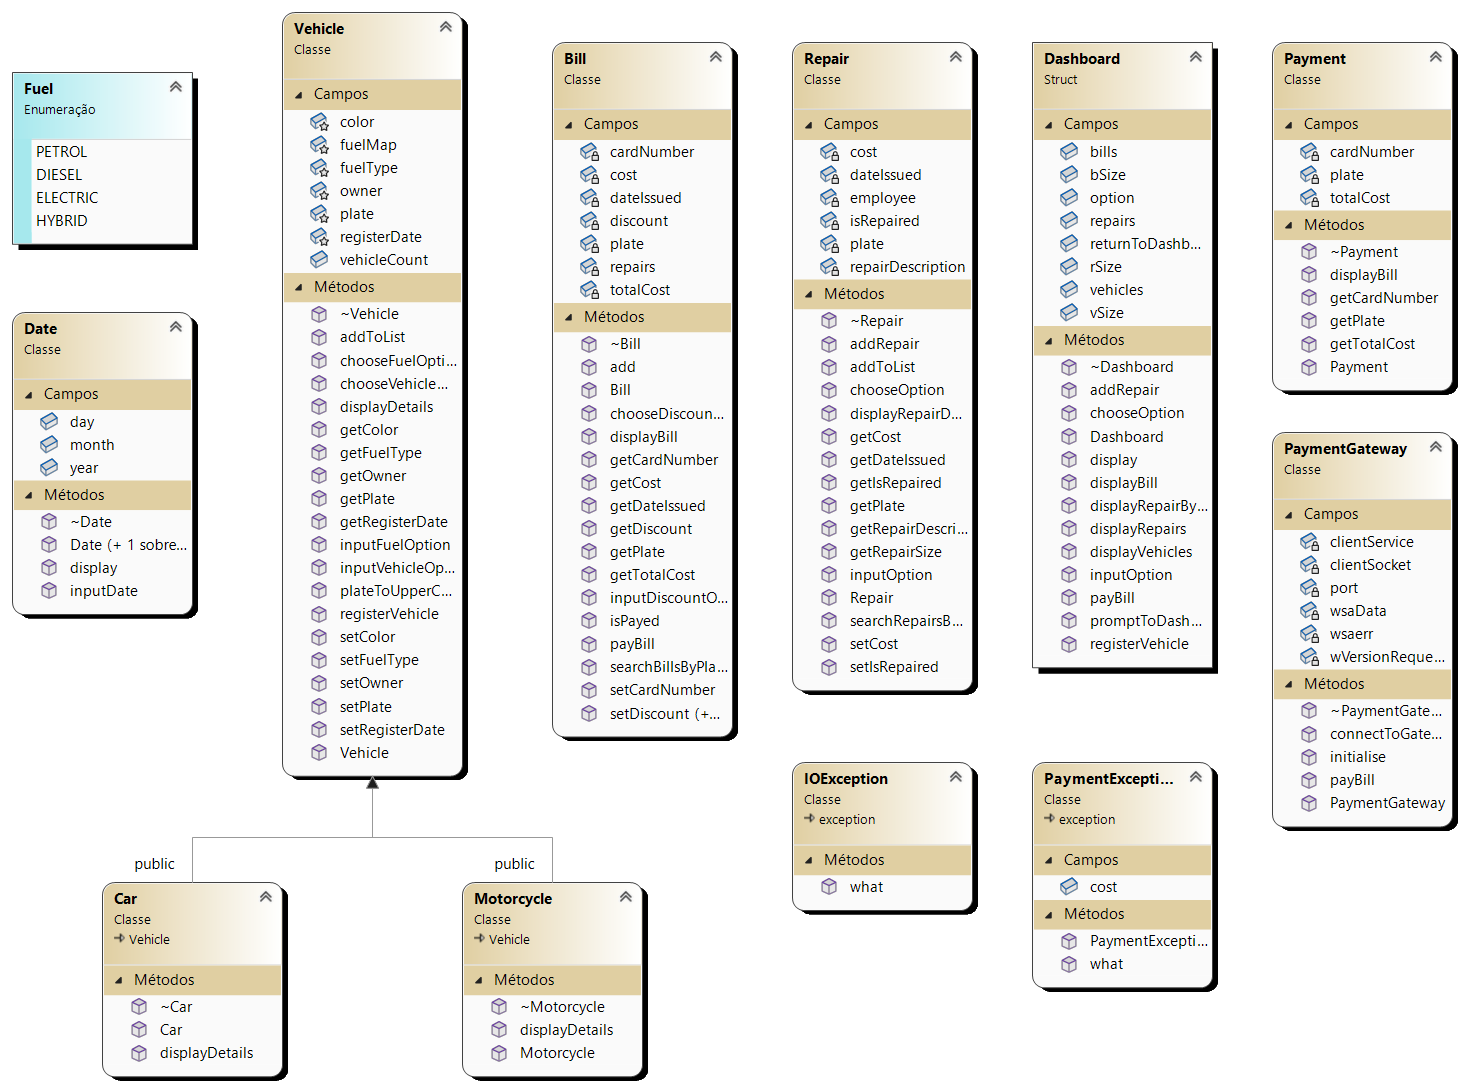 Fuel
Enumeração
PETROL
DIESEL
ELECTRIC
HYBRID
Date
Classe
Campos
day
month
year
Métodos
~Date
Date (+ 1 sobre...
display
inputDate
Vehicle
Classe
Campos
color
fuelMap
fuelType
owner
plate
registerDate
vehicleCount
Métodos
~Vehicle
addToList
chooseFuelOpti...
chooseVehicle...
displayDetails
getColor
getFuelType
getOwner
getPlate
getRegisterDate
inputFuelOption
inputVehicleOp...
plateToUpperC...
registerVehicle
setColor
setFuelType
setOwner
setPlate
setRegisterDate
Vehicle
public
public
Car
Classe
Vehicle
Métodos
~Car
Car
displayDetails
Motorcycle
Classe
Vehicle
Métodos
~Motorcycle
displayDetails
Motorcycle
Bill
Classe
Campos
cardNumber
cost
dateIssued
discount
plate
repairs
totalCost
Métodos
~Bill
add
Bill
chooseDiscoun...
displayBill
getCardNumber
getCost
getDateIssued
getDiscount
getPlate
getTotalCost
inputDiscountO...
isPayed
payBill
searchBillsByPla...
setCardNumber
setDiscount (+...
Repair
Classe
Campos
cost
dateIssued
employee
isRepaired
plate
repairDescription
Métodos
~Repair
addRepair
addToList
chooseOption
displayRepairD...
getCost
getDateIssued
getIsRepaired
getPlate
getRepairDescri...
getRepairSize
inputOption
Repair
searchRepairsB...
setCost
setIsRepaired
Dashboard
Struct
Campos
bills
bSize
option
repairs
returnToDashb...
rSize
vehicles
vSize
Métodos
~Dashboard
addRepair
chooseOption
Dashboard
display
displayBill
displayRepairBy...
displayRepairs
displayVehicles
inputOption
payBill
promptToDash...
registerVehicle
IOException
Classe
exception
Métodos
what
PaymentExcepti...
Classe
exception
Campos
cost
Métodos
PaymentExcepti...
what
Payment
Classe
Campos
cardNumber
plate
totalCost
Métodos
~Payment
displayBill
getCardNumber
getPlate
getTotalCost
Payment
PaymentGateway
Classe
Campos
clientService
clientSocket
port
wsaData
wsaerr
wVersionReque...
Métodos
~PaymentGate...
connectToGate...
initialise
payBill
PaymentGateway